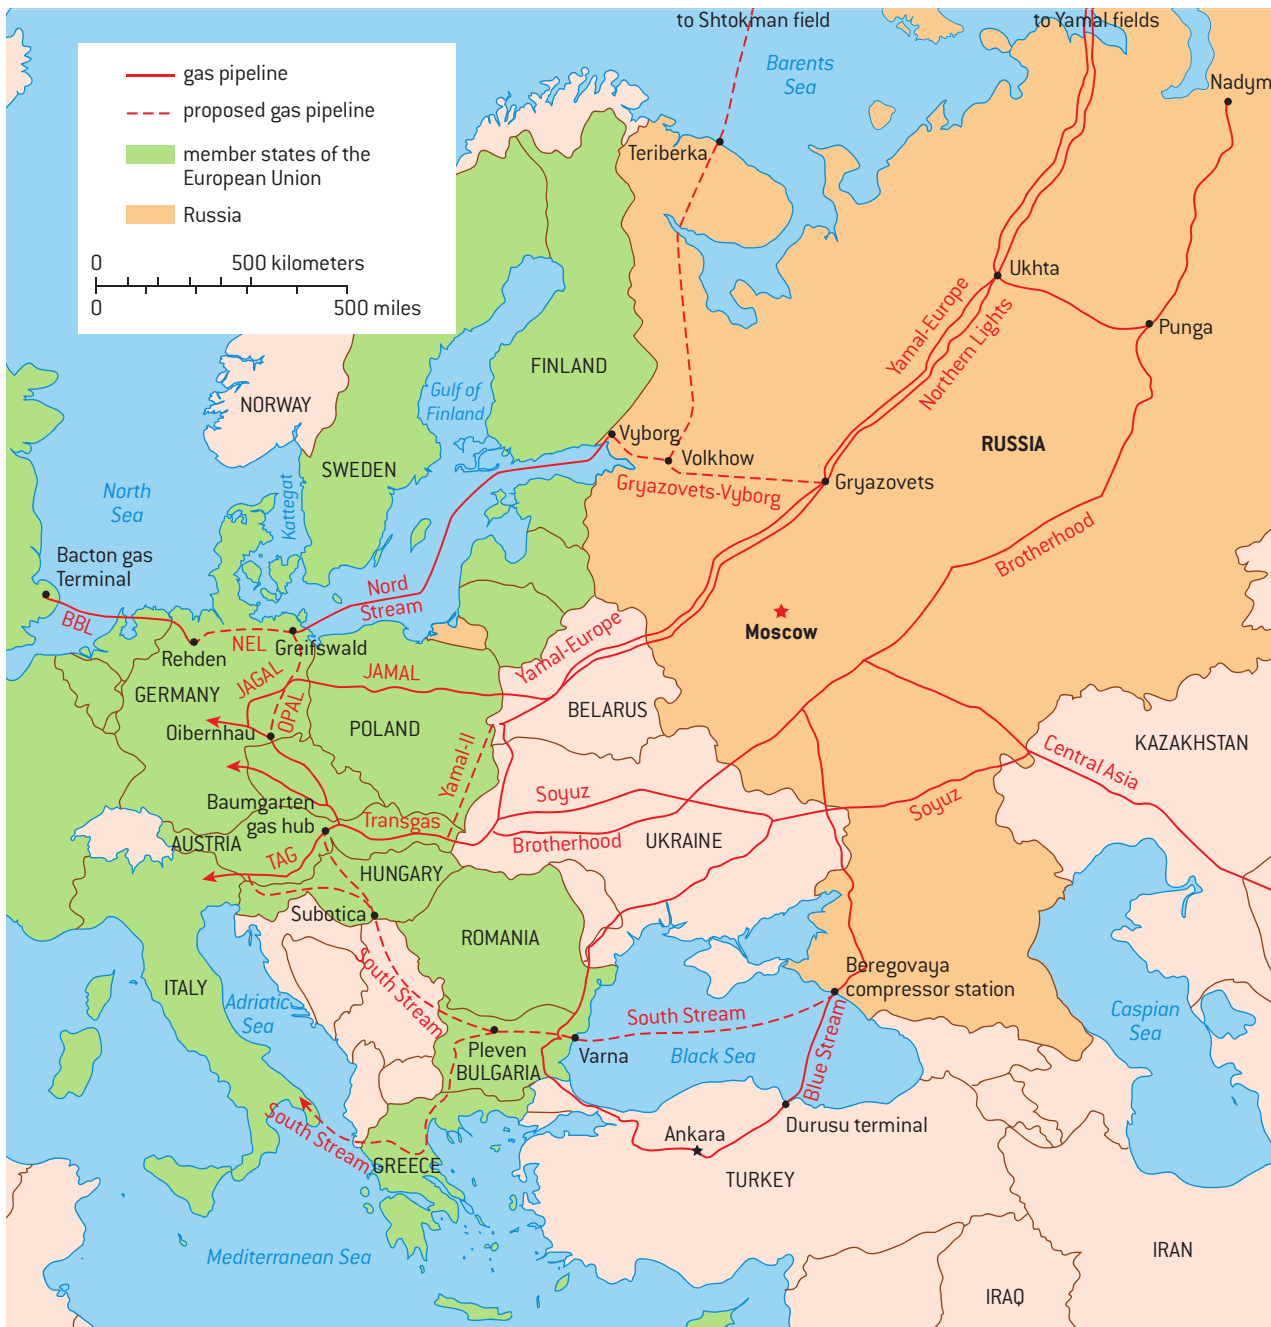 to Shtokman field
to Yamal fields
gas pipeline
proposed gas pipeline
member states of the
European Union
Russia
0
500 kilometers
0
500 miles
Barents
Sea
Nadym
Teriberka
Ukhta
Punga
Yamal-Europe
Northern Lights
FINLAND
NORWAY
Gulf of
Finland
SWEDEN
Vyborg
Volkhow
RUSSIA
Gryazovets
Gryazovets-Vyborg
North
Sea
Kattegat
Brotherhood
Bacton gas
Terminal
BBL
Nord
Stream
Moscow
NEL
Greifswald
Rehden
Yamal-Europe
GERMANY
JAGAL
JAMAL
OPAL
BELARUS
Oibernhau
POLAND
Yamal-II
KAZAKHSTAN
Central Asia
Baumgarten
gas hub
Transgas
Soyuz
Soyuz
Brotherhood
UKRAINE
AUSTRIA
TAG
HUNGARY
Subotica
ROMANIA
South Stream
Beregovaya
compressor station
ITALY
Adriatic
Sea
South Stream
Caspian
Sea
Pleven
BULGARIA
Varna
Black Sea
Blue Stream
South Stream
GREECE
Ankara
Durusu terminal
TURKEY
Mediterranean Sea
IRAN
IRAQ